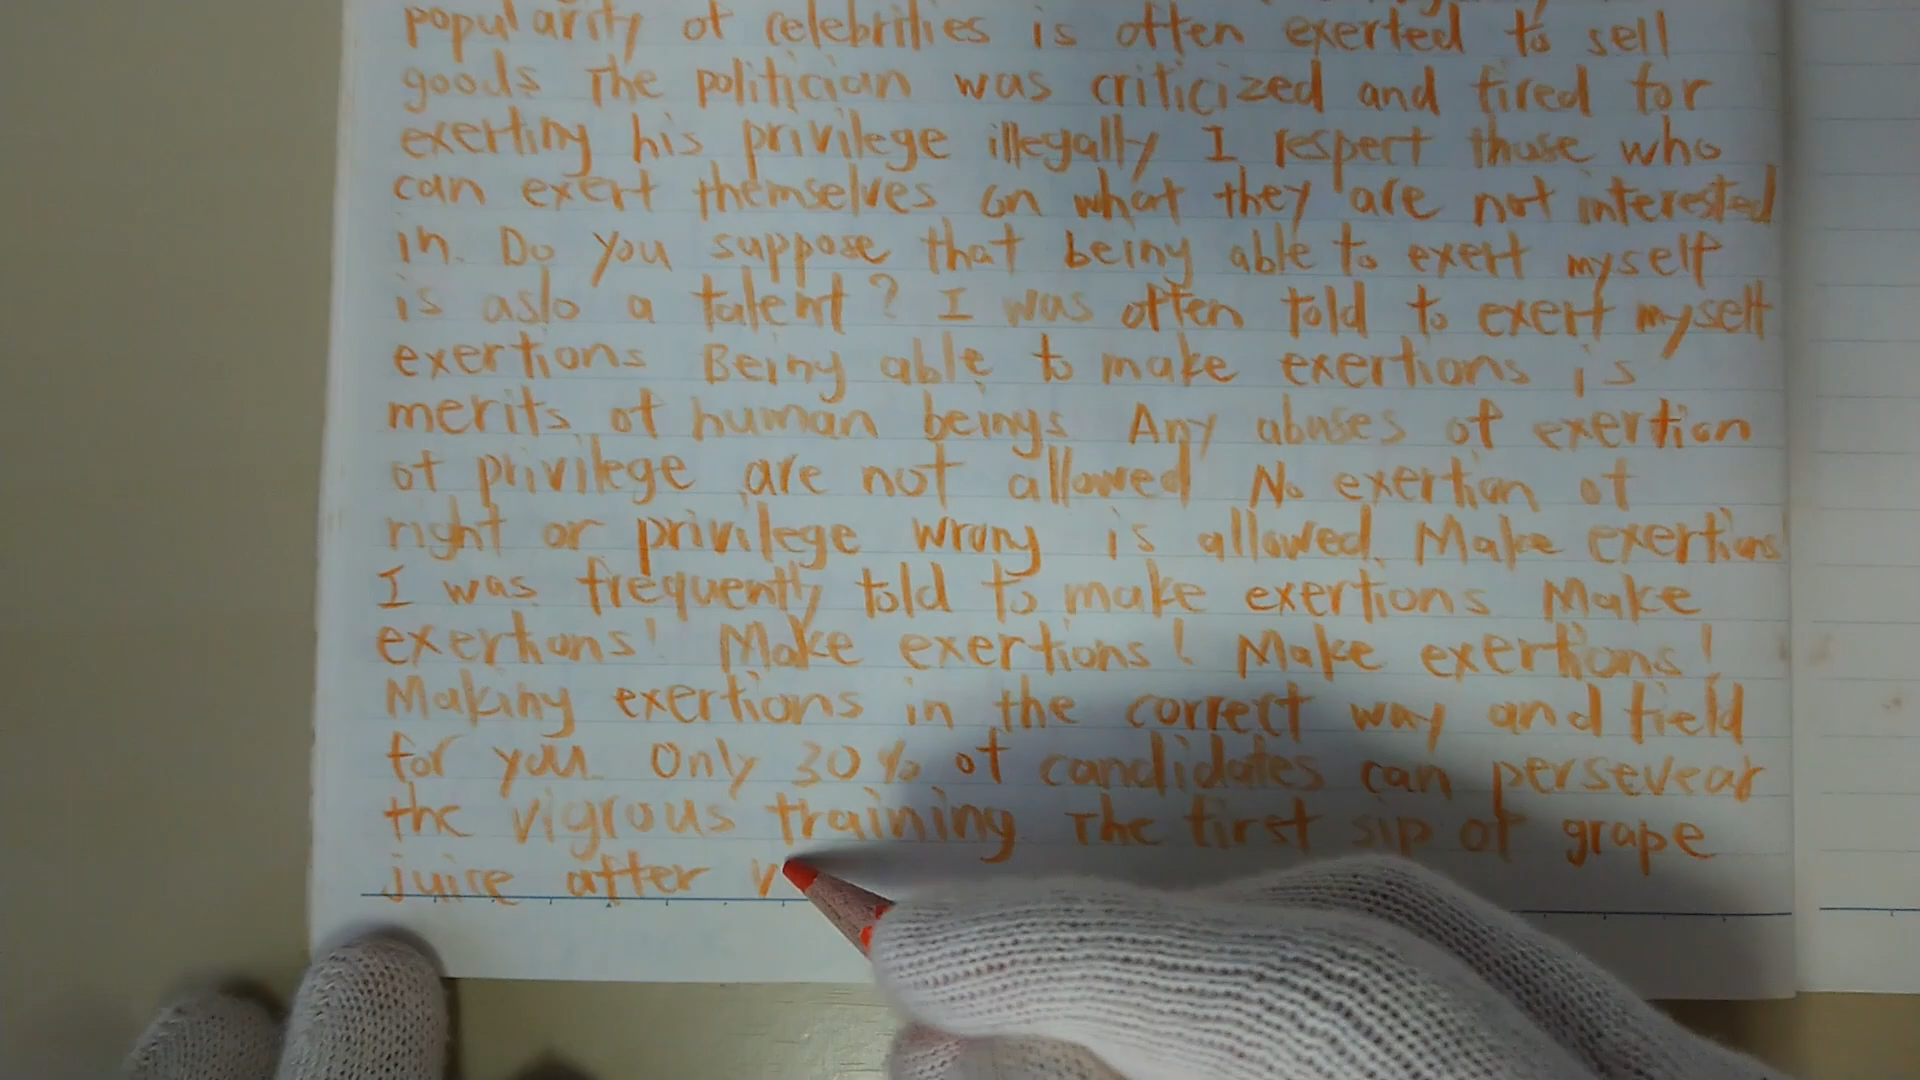 popularity of celebrities is often exerted to sell
goods The politician was criticized and fired for
exerting his privilege illegally I respect those who
can exert themselves on what they are not interested
in. Do you suppose that being able to exert myself
is aslo a talent? I was often told to exert myself
exertions Being able to make exertions is
merits of human beings Any abuses of exertion
of privilege are not allowed No exertion of
right or privilege wrong is allowed. Make exertions
I was frequently told to make exertions Make
exertions! Make exertions! Make exertions!
Making exertions in the correct way and field
for you Only 30% of candidates can persevear
the vigrous training The first sip of grape
juice after v